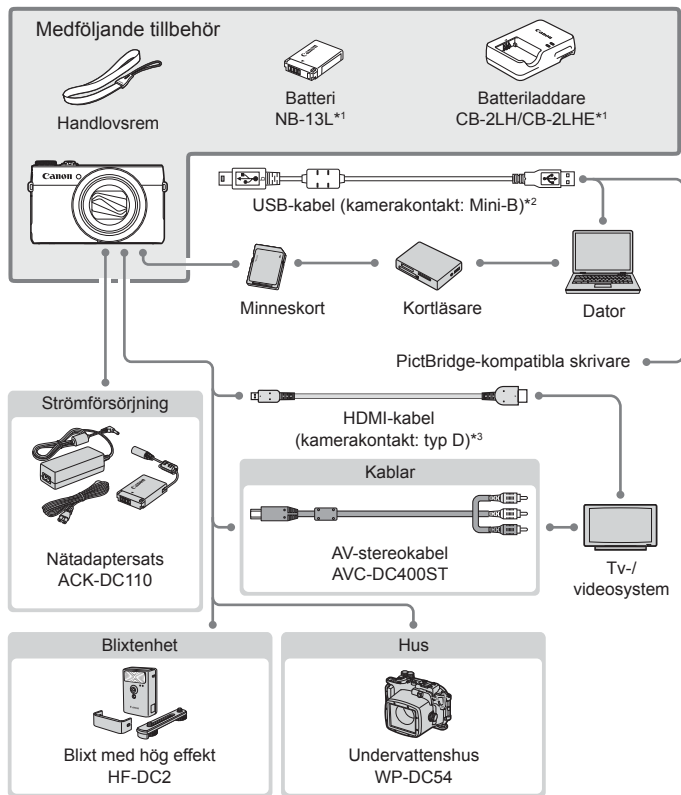 Medföljande tillbehör
Handlovsrem
Batteri
NB-13L*1
Batteriladdare
CB-2LH/CB-2LHE*1
Canon
USB-kabel (kamerakontakt: Mini-B)*2
Minneskort
Kortläsare
Dator
PictBridge-kompatibla skrivare
Strömförsörjning
Nätadaptersats
ACK-DC110
HDMI-kabel
(kamerakontakt: typ D)*3
Kablar
AV-stereokabel
AVC-DC400ST
Tv-/
videosystem
Blixtenhet
Blixt med hög effekt
HF-DC2
Hus
Undervattenshus
WP-DC54